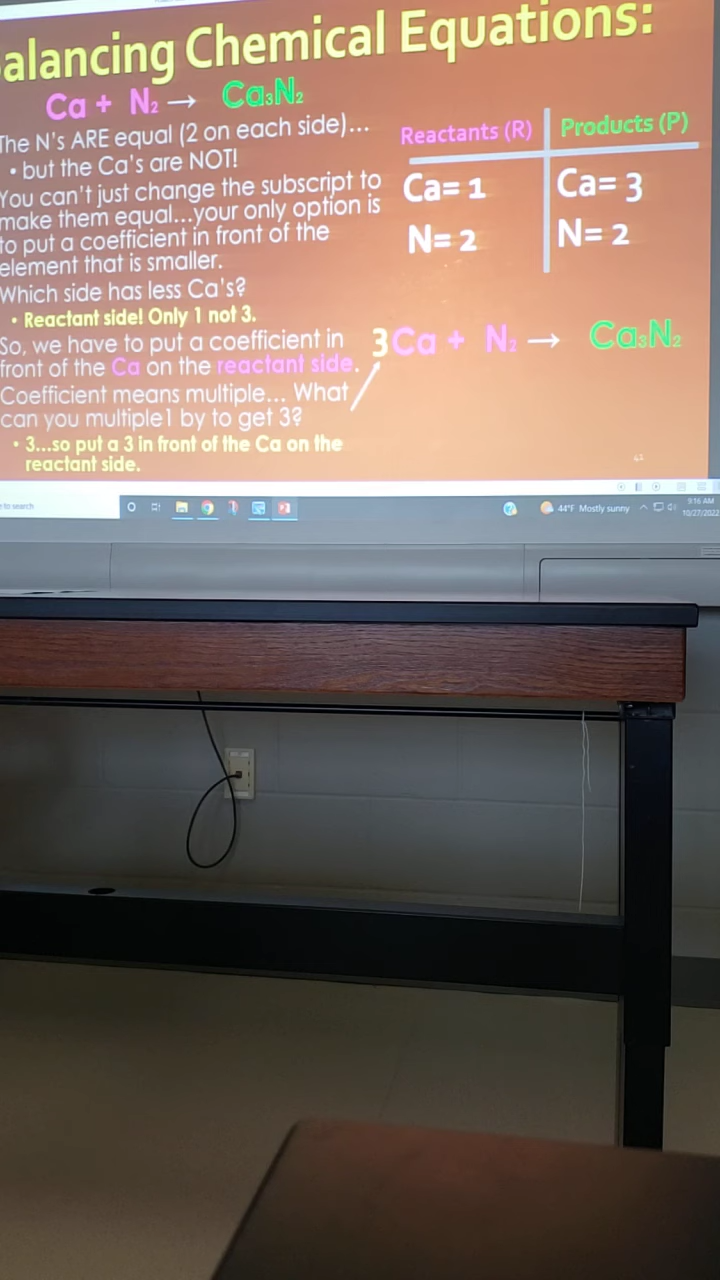 alancing Chemical Equations:
Ca + N₂ → Ca₃N₂
The N's ARE equal (2 on each side)...
• but the Ca's are NOT!
You can't just change the subscript to
make them equal...your only option is
to put a coefficient in front of the
element that is smaller.
Which side has less Ca's?
• Reactant side! Only 1 not 3.
So, we have to put a coefficient in
front of the Ca on the reactant side.
Coefficient means multiple... What
can you multiple1 by to get 3?
• 3...so put a 3 in front of the Ca on the
reactant side.
Reactants (R) Products (P)
Ca= 1 Ca= 3
N= 2 N= 2
3Ca + N₂ → Ca₃N₂
42
e to search
44°F Mostly sunny
9:16 AM
10/27/2022